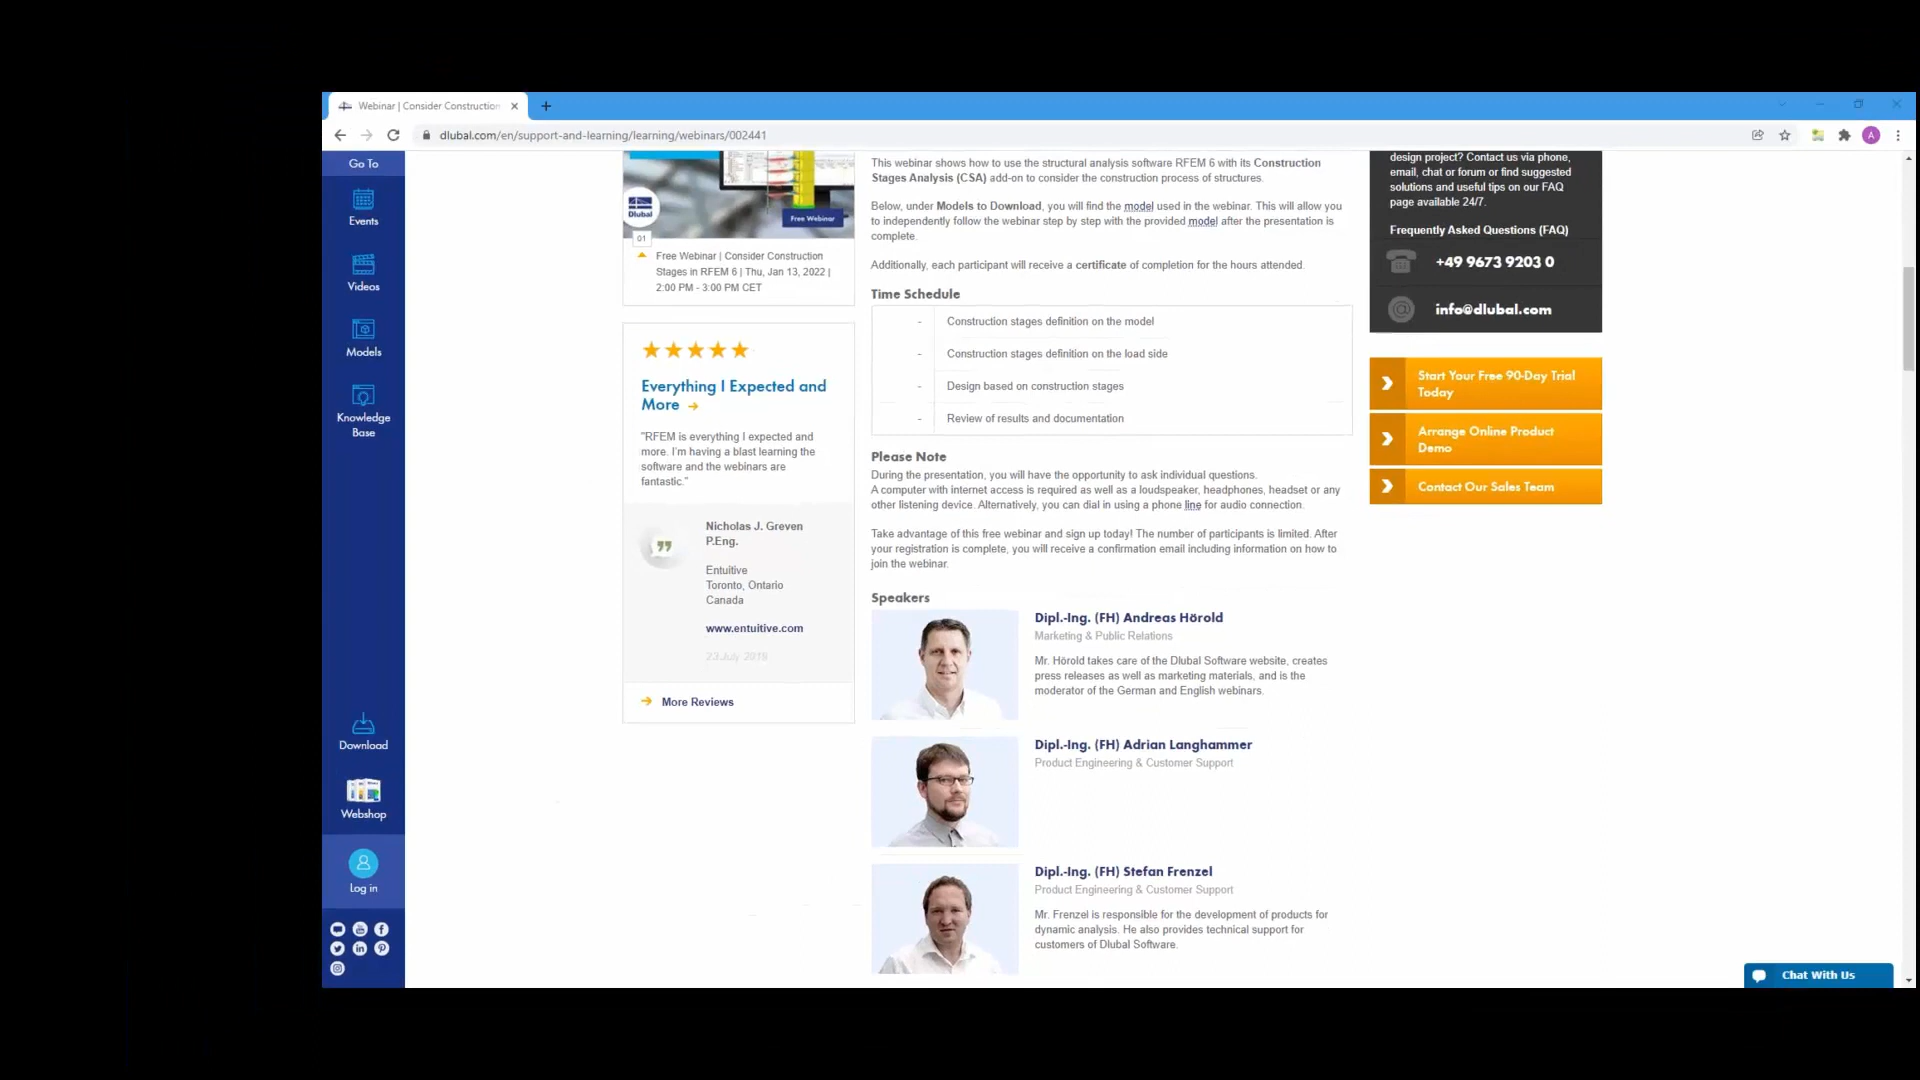 Webinar | Consider Construction
dlubal.com/en/support-and-learning/learning/webinars/002441
A
Go To
Events
Videos
Models
Knowledge
Base
Download
Webshop
Log in
Dlubal
Free Webinar
01
Free Webinar | Consider Construction
Stages in RFEM 6 | Thu, Jan 13, 2022 |
2:00 PM - 3:00 PM CET
Everything I Expected and
More
"RFEM is everything I expected and
more. I'm having a blast learning the
software and the webinars are
fantastic."
Nicholas J. Greven
P.Eng.
Entuitive
Toronto, Ontario
Canada
www.entuitive.com
More Reviews
This webinar shows how to use the structural analysis software RFEM 6 with its Construction
Stages Analysis (CSA) add-on to consider the construction process of structures.
Below, under Models to Download, you will find the model used in the webinar. This will allow you
to independently follow the webinar step by step with the provided model after the presentation is
complete.
Additionally, each participant will receive a certificate of completion for the hours attended.
Time Schedule
- Construction stages definition on the model
- Construction stages definition on the load side
- Design based on construction stages
- Review of results and documentation
Please Note
During the presentation, you will have the opportunity to ask individual questions.
A computer with internet access is required as well as a loudspeaker, headphones, headset or any
other listening device. Alternatively, you can dial in using a phone line for audio connection.
Take advantage of this free webinar and sign up today! The number of participants is limited. After
your registration is complete, you will receive a confirmation email including information on how to
join the webinar.
Speakers
Dipl.-Ing. (FH) Andreas Hörold
Marketing & Public Relations
Mr. Hörold takes care of the Dlubal Software website, creates
press releases as well as marketing materials, and is the
moderator of the German and English webinars.
Dipl.-Ing. (FH) Adrian Langhammer
Product Engineering & Customer Support
Dipl.-Ing. (FH) Stefan Frenzel
Product Engineering & Customer Support
Mr. Frenzel is responsible for the development of products for
dynamic analysis. He also provides technical support for
customers of Dlubal Software.
design project? Contact us via phone,
email, chat or forum or find suggested
solutions and useful tips on our FAQ
page available 24/7.
Frequently Asked Questions (FAQ)
+49 9673 9203 0
info@dlubal.com
Start Your Free 90-Day Trial
Today
Arrange Online Product
Demo
Contact Our Sales Team
Chat With Us